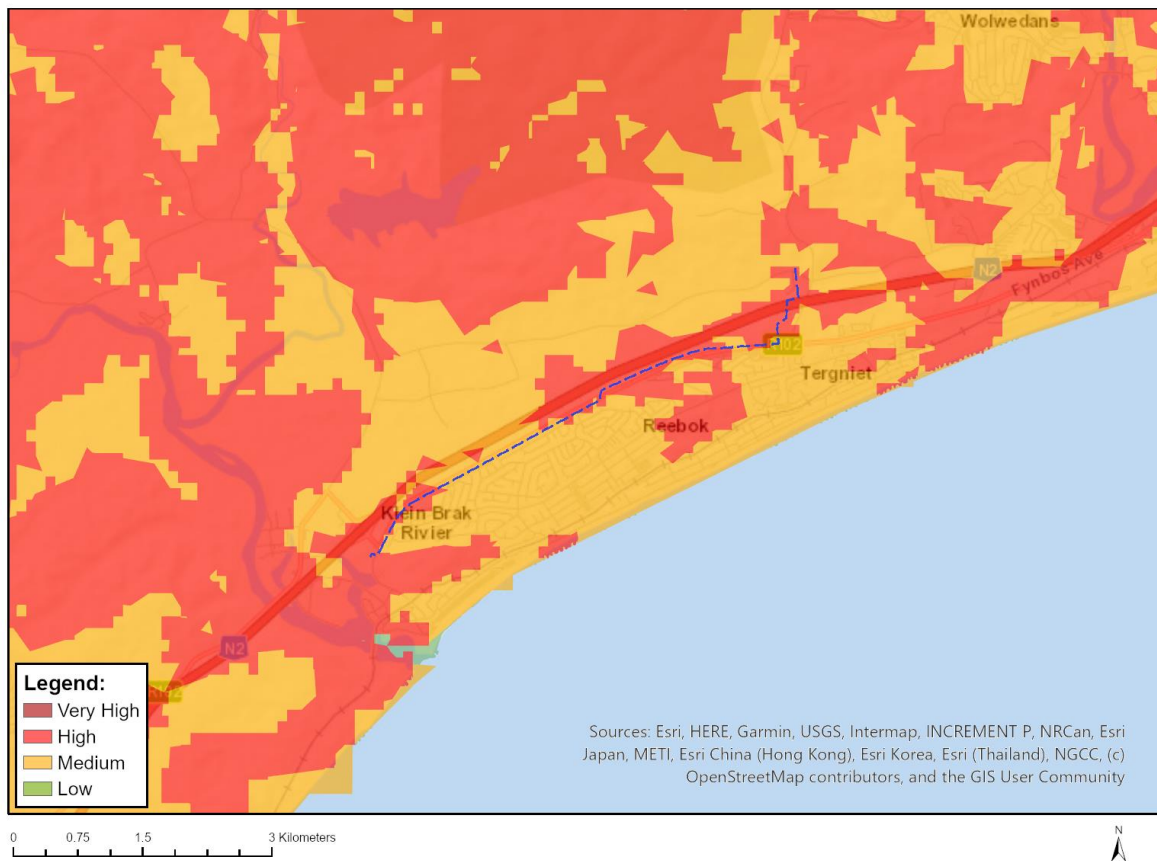 Wolwedans
N2
Fynbos Ave
R102
Tergniet
Reebok
Klein Brak
Rivier
N2
R102
Legend:
Very High
High
Medium
Low
Sources: Esri, HERE, Garmin, USGS, Intermap, INCREMENT P, NRCan, Esri
Japan, METI, Esri China (Hong Kong), Esri Korea, Esri (Thailand), NGCC, (c)
OpenStreetMap contributors, and the GIS User Community
0 0.75 1.5 3 Kilometers
N